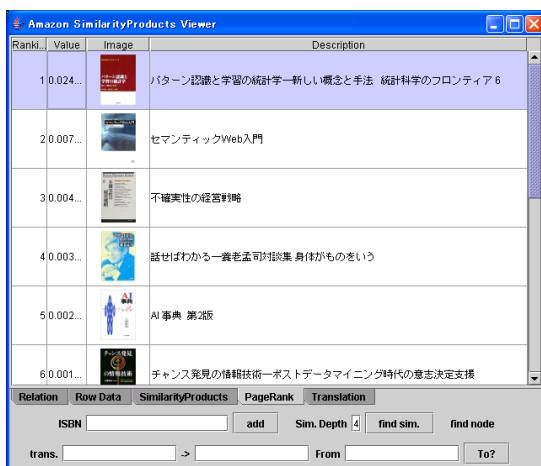 Amazon SimilarityProducts Viewer
Ranki... Value Image Description
1 0.024... パターン認識と学習の統計学―新しい概念と手法 統計科学のフロンティア 6
2 0.007... セマンティックWeb入門
3 0.004... 不確実性の経営戦略
4 0.003... 話せばわかる―養老孟司対談集 身体がものをいう
5 0.002... AI 事典 第2版
6 0.001... チャンス発見の情報技術―ポストデータマイニング時代の意志決定支援
Relation Row Data SimilarityProducts PageRank Translation
ISBN add Sim. Depth 4 find sim. find node
trans. -> From To?